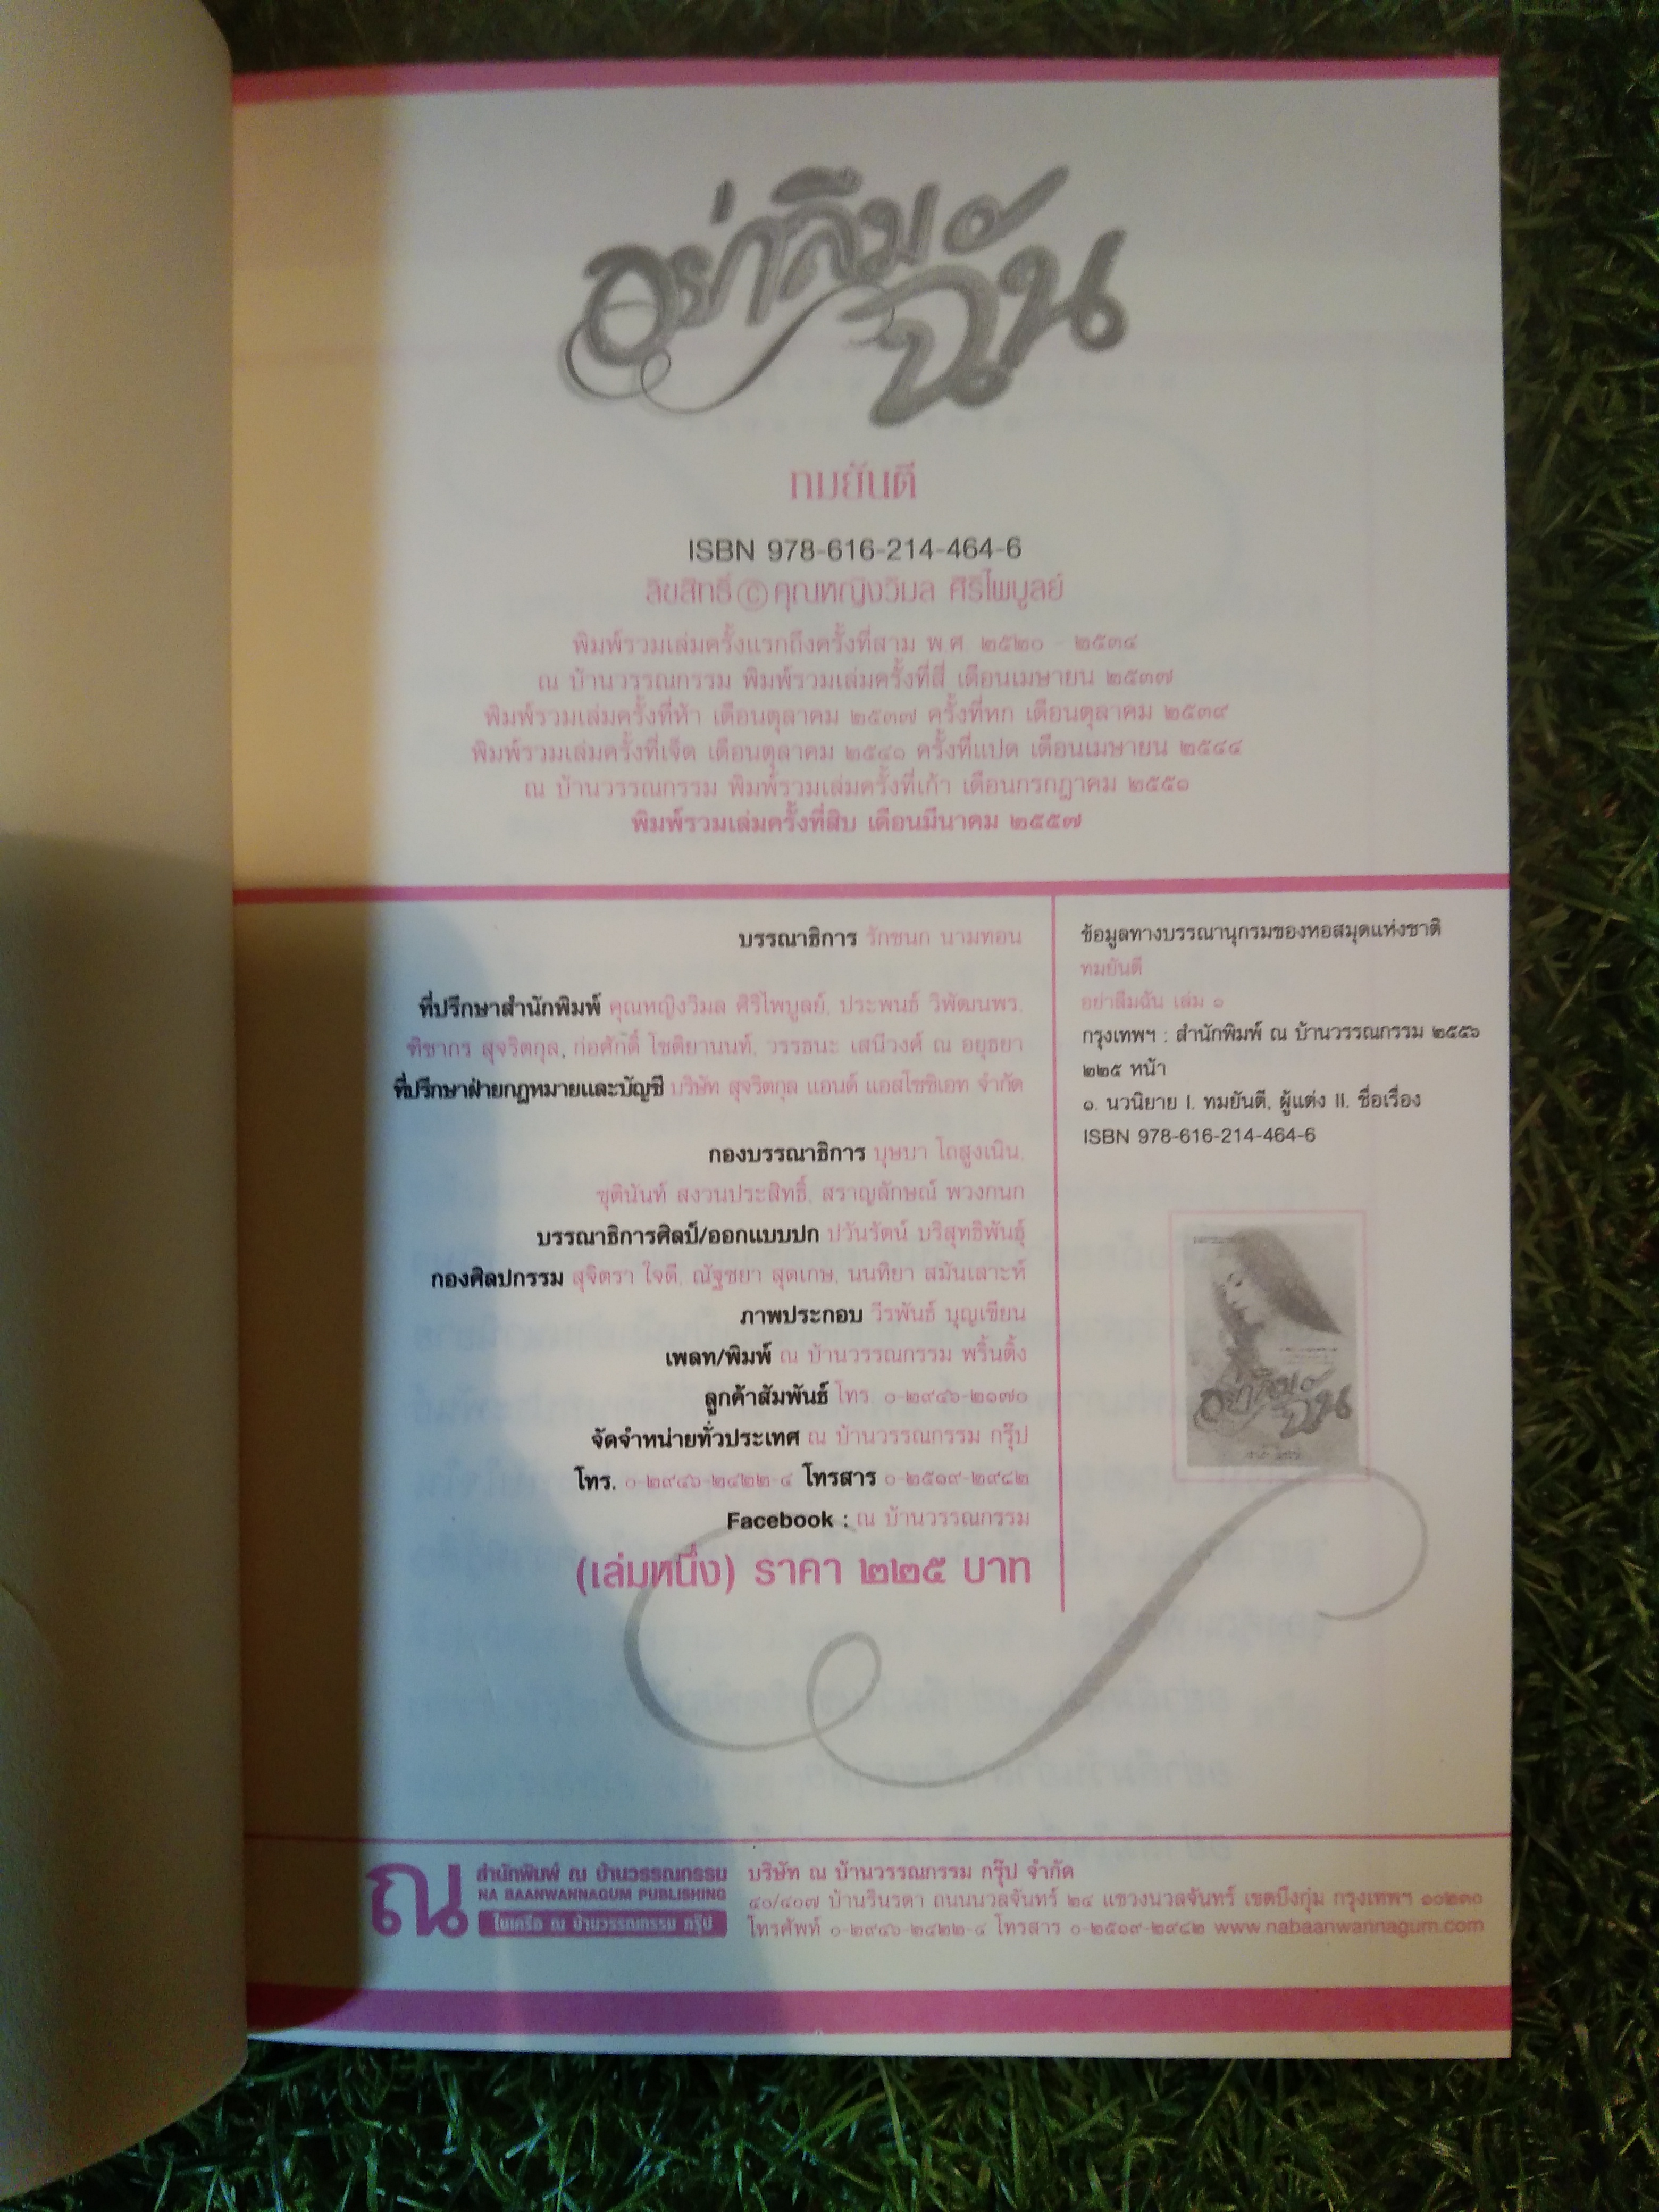 อย่าลืมฉัน
ทมยันตี
ISBN 978-616-214-464-6
ลิขสิทธิ์ © คุณหญิงวิมล ศิริไพบูลย์
พิมพ์รวมเล่มครั้งแรกถึงครั้งที่สาม พ.ศ. ๒๕๒๐ - ๒๕๓๔
ณ บ้านวรรณกรรม พิมพ์รวมเล่มครั้งที่สี่ เดือนเมษายน ๒๕๓๗
พิมพ์รวมเล่มครั้งที่ห้า เดือนตุลาคม ๒๕๓๗ ครั้งที่หก เดือนตุลาคม ๒๕๓๙
พิมพ์รวมเล่มครั้งที่เจ็ด เดือนตุลาคม ๒๕๔๐ ครั้งที่แปด เดือนเมษายน ๒๕๔๔
ณ บ้านวรรณกรรม พิมพ์รวมเล่มครั้งที่เก้า เดือนกรกฎาคม ๒๕๕๑
พิมพ์รวมเล่มครั้งที่สิบ เดือนมีนาคม ๒๕๕๗
บรรณาธิการ รักชนก นามทอน
ที่ปรึกษาสำนักพิมพ์ คุณหญิงวิมล ศิริไพบูลย์, ประพนธ์ วิพัฒนพร,
ทิชากร สุจริตกุล, ก่อศักดิ์ โชติยานนท์, วรรธนะ เสนีวงศ์ ณ อยุธยา
ที่ปรึกษาฝ่ายกฎหมายและบัญชี บริษัท สุจริตกุล แอนด์ แอสโซซิเอท จำกัด
กองบรรณาธิการ บุษบา โถสูงเนิน,
ชุตินันท์ สงวนประสิทธิ์, สราญลักษณ์ พวงกนก
บรรณาธิการศิลป์/ออกแบบปก ปวันรัตน์ บริสุทธิพันธุ์
กองศิลปกรรม สุจิตรา ใจดี, ณัฐชยา สุดเกษ, นนทิยา สมันเลาะห์
ภาพประกอบ วีรพันธ์ บุญเขียน
เพลท/พิมพ์ ณ บ้านวรรณกรรม พริ้นติ้ง
ลูกค้าสัมพันธ์ โทร. ๐-๒๙๔๖-๒๑๗๐
จัดจำหน่ายทั่วประเทศ ณ บ้านวรรณกรรม กรุ๊ป
โทร. ๐-๒๙๔๖-๒๔๒๒-๔ โทรสาร ๐-๒๕๑๙-๒๙๘๒
Facebook : ณ บ้านวรรณกรรม
(เล่มหนึ่ง) ราคา ๒๒๕ บาท
ข้อมูลทางบรรณานุกรมของหอสมุดแห่งชาติ
ทมยันตี
อย่าลืมฉัน เล่ม ๑
กรุงเทพฯ : สำนักพิมพ์ ณ บ้านวรรณกรรม ๒๕๕๖
๒๒๕ หน้า
๑. นวนิยาย I. ทมยันตี, ผู้แต่ง II. ชื่อเรื่อง
ISBN 978-616-214-464-6
อย่าลืมฉัน
ณ
สำนักพิมพ์ ณ บ้านวรรณกรรม
NA BAANWANNAGUM PUBLISHING
ในเครือ ณ บ้านวรรณกรรม กรุ๊ป
บริษัท ณ บ้านวรรณกรรม กรุ๊ป จำกัด
๔๐/๔๐๗ บ้านรินรดา ถนนนวลจันทร์ ๒๔ แขวงนวลจันทร์ เขตบึงกุ่ม กรุงเทพฯ ๑๐๒๓๐
โทรศัพท์ ๐-๒๙๔๖-๒๔๒๒-๔ โทรสาร ๐-๒๕๑๙-๒๙๘๒ www.nabaanwannagum.com